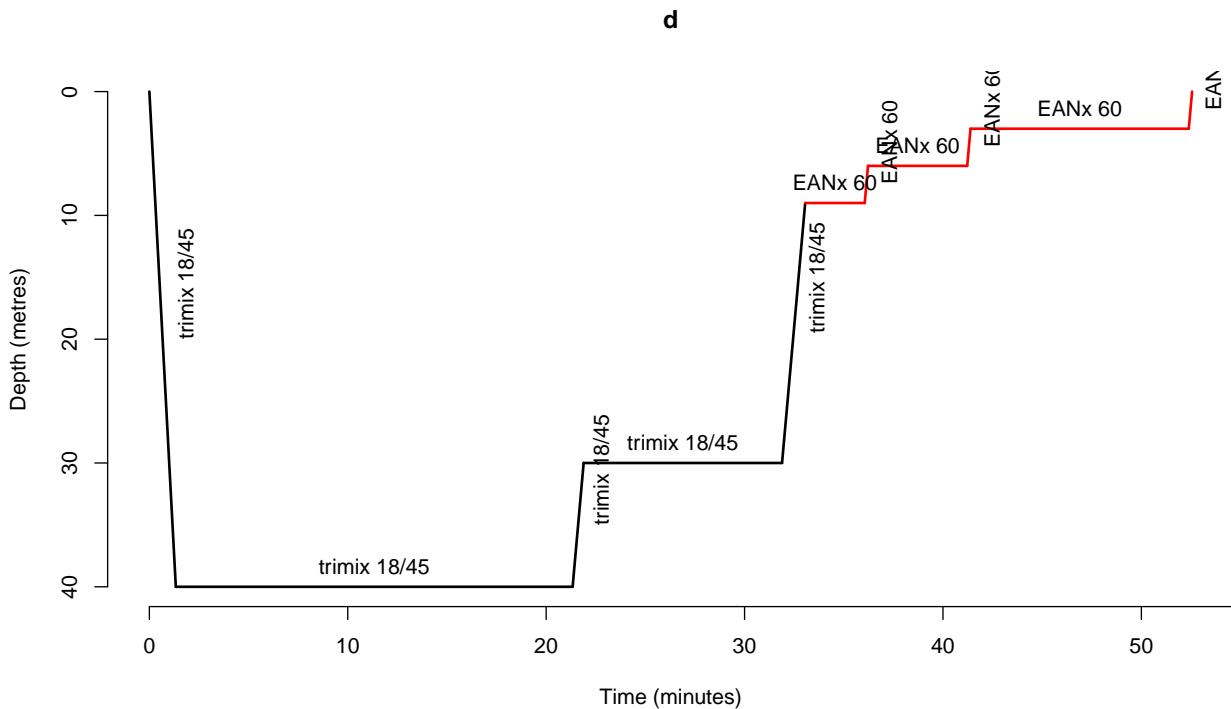 d
Depth (metres)
0
10
20
30
40
trimix 18/45
trimix 18/45
trimix 18/45
trimix 18/45
trimix 18/45
EANx 60
EANx 60
EANx 60
EANx 60
EANx 60
EAN
0
10
20
30
40
50
Time (minutes)